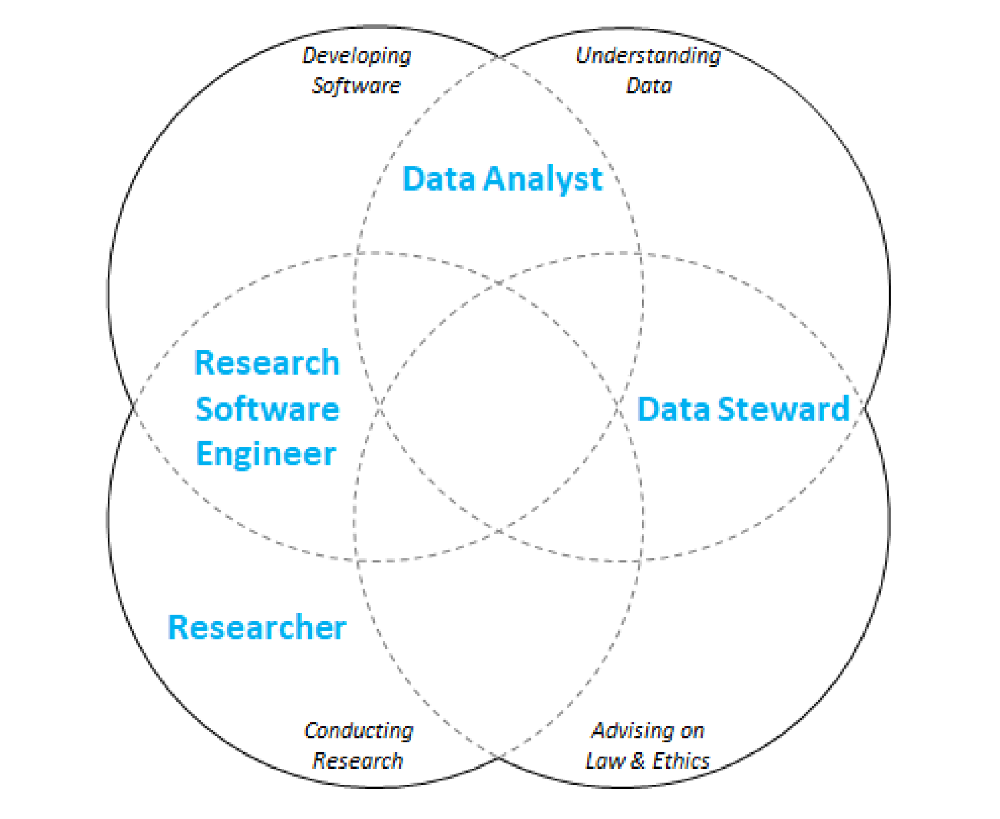 Developing
Software
Understanding
Data
Data Analyst
Research
Software
Engineer
Data Steward
Researcher
Conducting
Research
Advising on
Law & Ethics